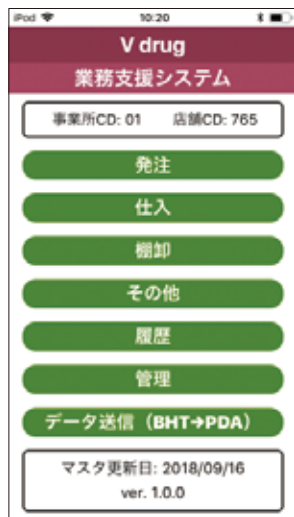 iPod 10:20
V drug
業務支援システム
事業所CD: 01 店舗CD: 765
発注
仕入
棚卸
その他
履歴
管理
データ送信（BHT→PDA）
マスタ更新日: 2018/09/16
ver. 1.0.0